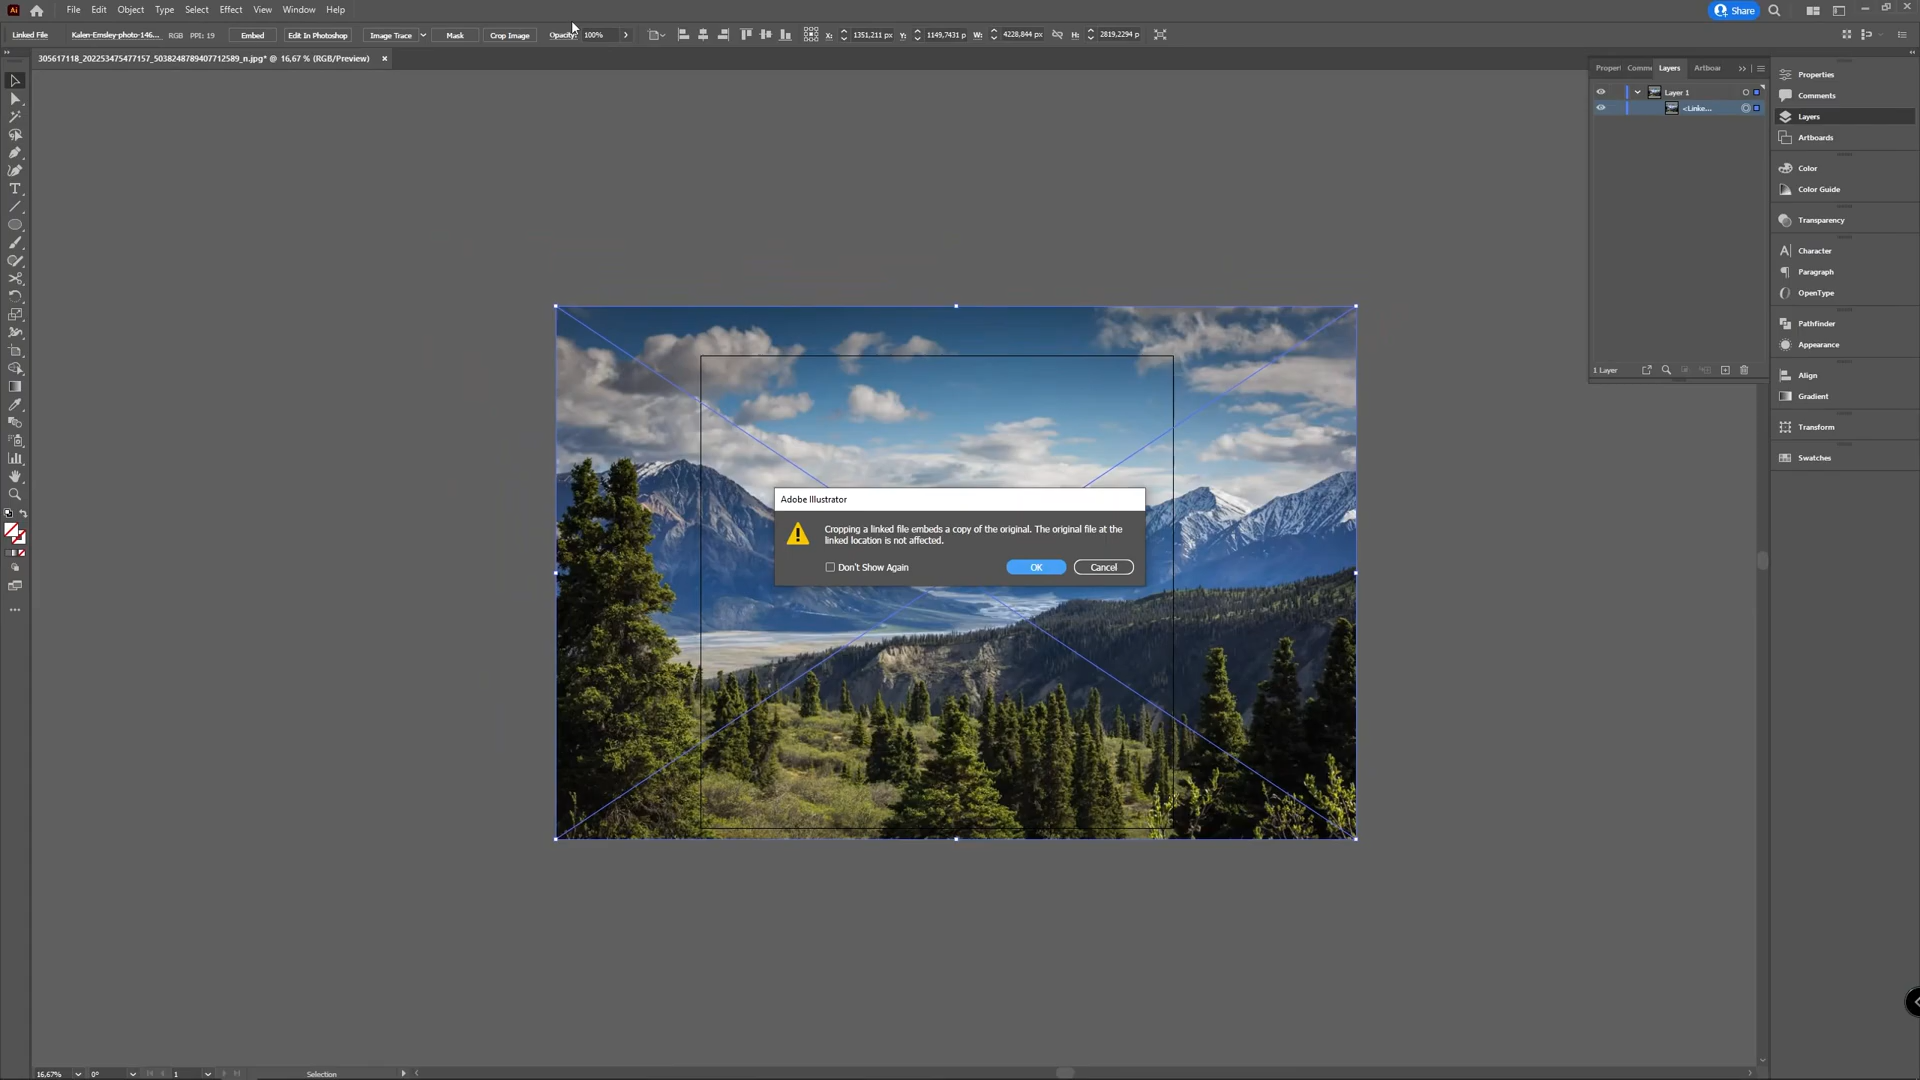 Ai File Edit Object Type Select Effect View Window Help Share
Linked File Kalen-Emsley-photo-146... RGB PPI: 19 Embed Edit In Photoshop Image Trace Mask Crop Image Opacity: 100% X: 1351,211 px Y: 1149,7431 p W: 4228,844 px H: 2819,2294 p
305617118_202253475477157_5038248789407712589_n.jpg* @ 16,67 % (RGB/Preview)
Proper Comm Layers Artboa
Layer 1
<Linke...
1 Layer
Properties
Comments
Layers
Artboards
Color
Color Guide
Transparency
Character
Paragraph
OpenType
Pathfinder
Appearance
Align
Gradient
Transform
Swatches
Adobe Illustrator
Cropping a linked file embeds a copy of the original. The original file at the
linked location is not affected.
Don't Show Again OK Cancel
16,67% 0° 1 Selection